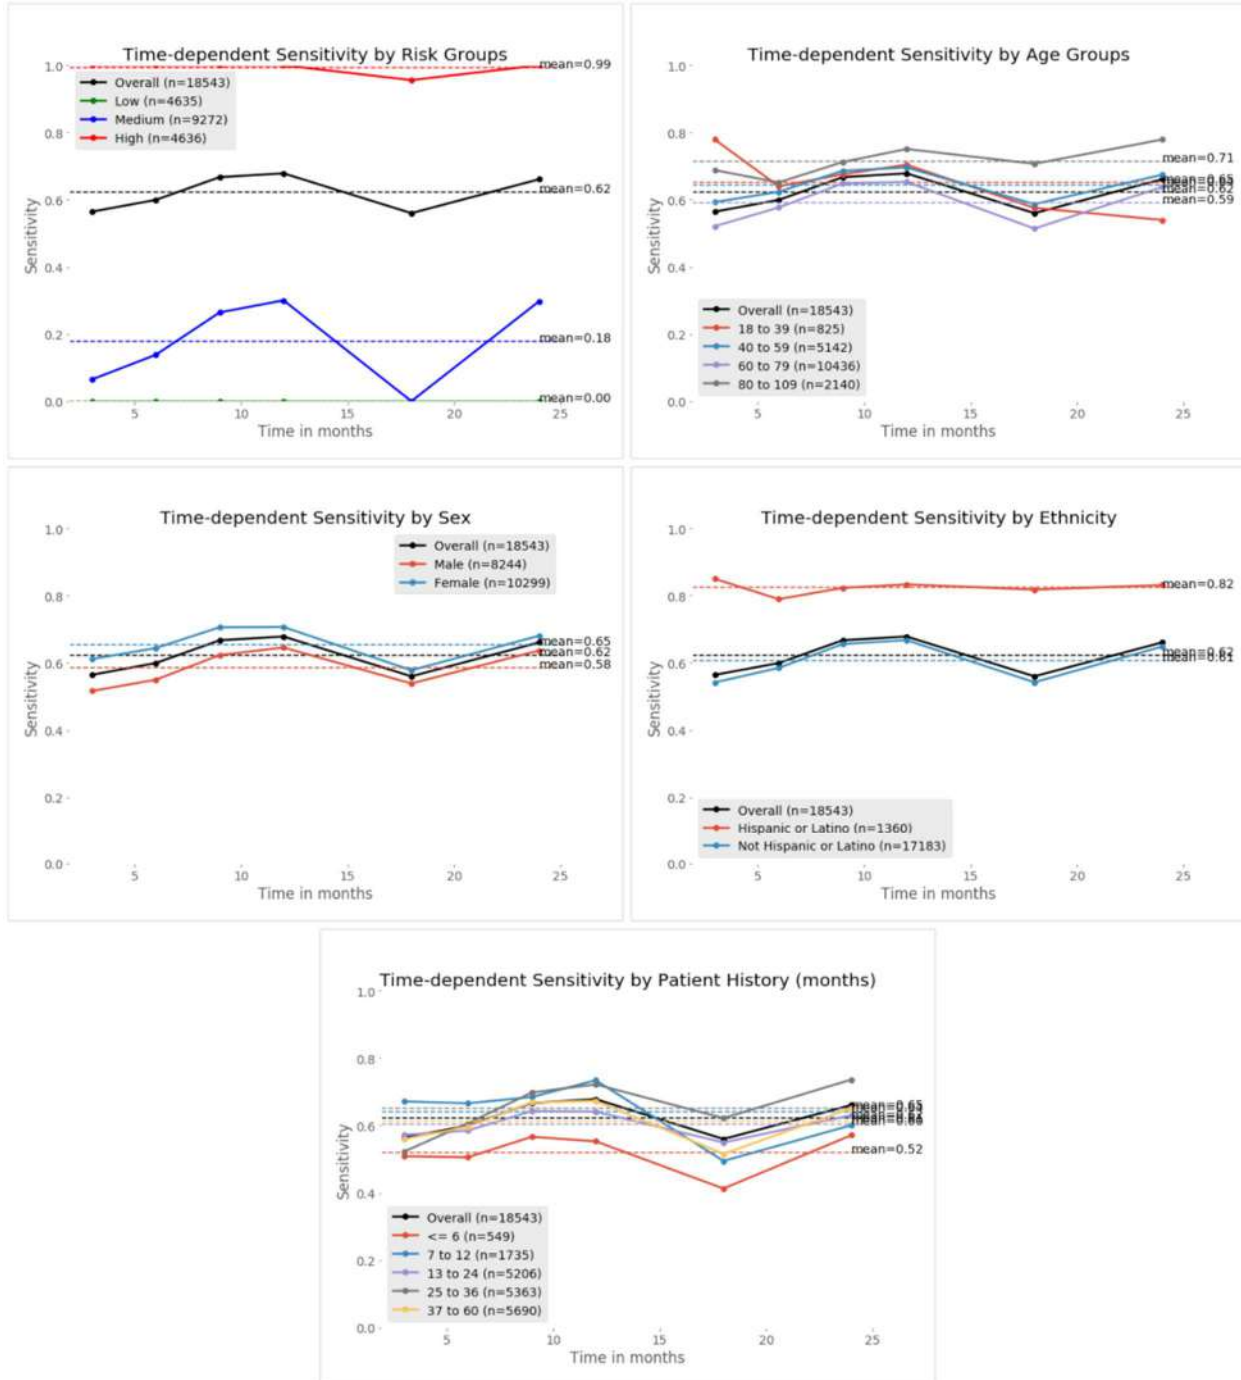 Time-dependent Sensitivity by Risk Groups
1.0
mean=0.99
Overall (n=18543)
Low (n=4635)
Medium (n=9272)
High (n=4636)
0.8
mean=0.62
0.6
Sensitivity
0.4
mean=0.18
0.2
mean=0.00
0.0
5 10 15 20 25
Time in months
Time-dependent Sensitivity by Age Groups
1.0
0.8
mean=0.71
mean=0.65
mean=0.62
0.6
mean=0.59
Sensitivity
0.4
Overall (n=18543)
18 to 39 (n=825)
0.2
40 to 59 (n=5142)
60 to 79 (n=10436)
80 to 109 (n=2140)
0.0
5 10 15 20 25
Time in months
Time-dependent Sensitivity by Sex
1.0
Overall (n=18543)
Male (n=8244)
Female (n=10299)
0.8
mean=0.65
mean=0.62
mean=0.58
0.6
Sensitivity
0.4
0.2
0.0
5 10 15 20 25
Time in months
Time-dependent Sensitivity by Ethnicity
1.0
mean=0.82
0.8
mean=0.62
mean=0.61
0.6
Sensitivity
0.4
0.2
Overall (n=18543)
Hispanic or Latino (n=1360)
Not Hispanic or Latino (n=17183)
0.0
5 10 15 20 25
Time in months
Time-dependent Sensitivity by Patient History (months)
1.0
0.8
mean=0.65
0.6
mean=0.52
Sensitivity
0.4
Overall (n=18543)
<= 6 (n=549)
7 to 12 (n=1735)
0.2
13 to 24 (n=5206)
25 to 36 (n=5363)
37 to 60 (n=5690)
0.0
5 10 15 20 25
Time in months